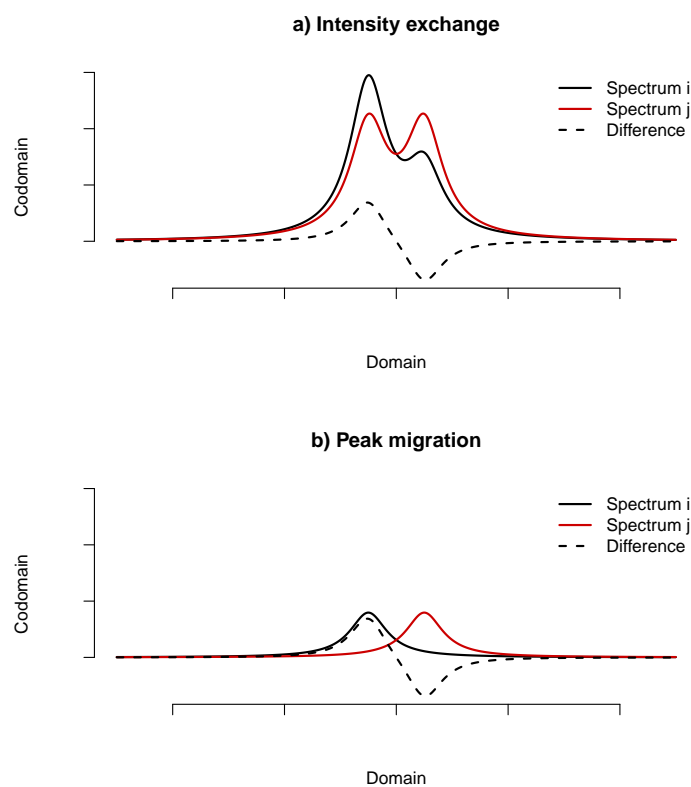 a) Intensity exchange
Spectrum i
Spectrum j
Difference
Codomain
Domain
b) Peak migration
Spectrum i
Spectrum j
Difference
Codomain
Domain